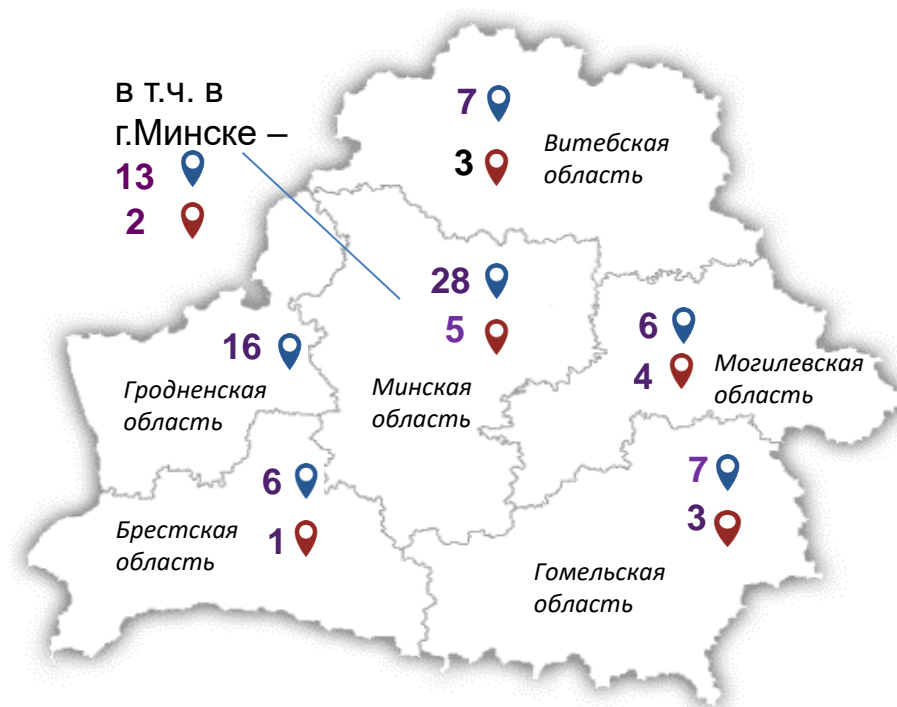 в т.ч. в
г.Минске –
13
2
7
3
Витебская
область
28
5
Минская
область
16
Гродненская
область
6
4
Могилевская
область
6
1
Брестская
область
7
3
Гомельская
область